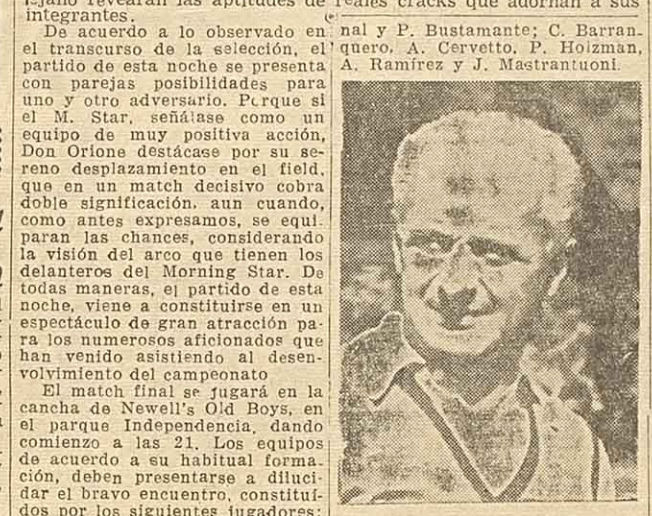 integrantes.
De acuerdo a lo observado en
el transcurso de la selección, el
partido de esta noche se presenta
con parejas posibilidades para
uno y otro adversario. Porque si
el M. Star, señálase como un
equipo de muy positiva acción,
Don Orione destácase por su se-
reno desplazamiento en el field,
que en un match decisivo cobra
doble significación. aun cuando,
como antes expresamos, se equi-
paran las chances, considerando
la visión del arco que tienen los
delanteros del Morning Star. De
todas maneras, el partido de esta
noche, viene a constituirse en un
espectáculo de gran atracción pa-
ra los numerosos aficionados que
han venido asistiendo al desen-
volvimiento del campeonato
El match final se jugará en la
cancha de Newell's Old Boys, en
el parque Independencia, dando
comienzo a las 21. Los equipos
de acuerdo a su habitual forma-
ción, deben presentarse a diluci-
dar el bravo encuentro, constituí-
dos por los siguientes jugadores:
reales cracks que adornan a sus
nal y P. Bustamante; C. Barran-
quero, A. Cervetto, P. Holzman,
A. Ramírez y J. Mastrantuoni.